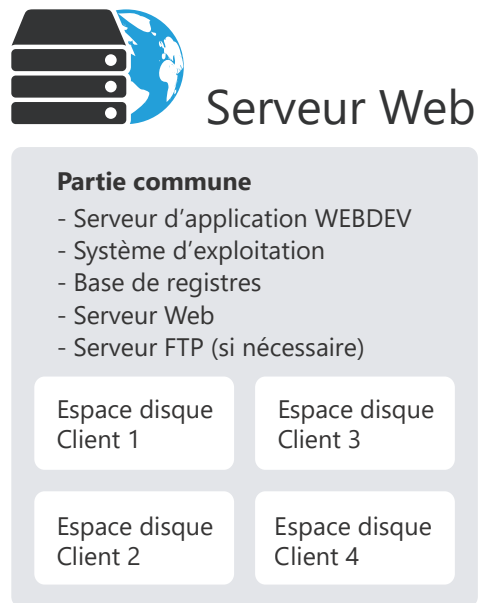 Serveur Web
Partie commune
- Serveur d’application WEBDEV
- Système d’exploitation
- Base de registres
- Serveur Web
- Serveur FTP (si nécessaire)
Espace disque
Client 1
Espace disque
Client 3
Espace disque
Client 2
Espace disque
Client 4